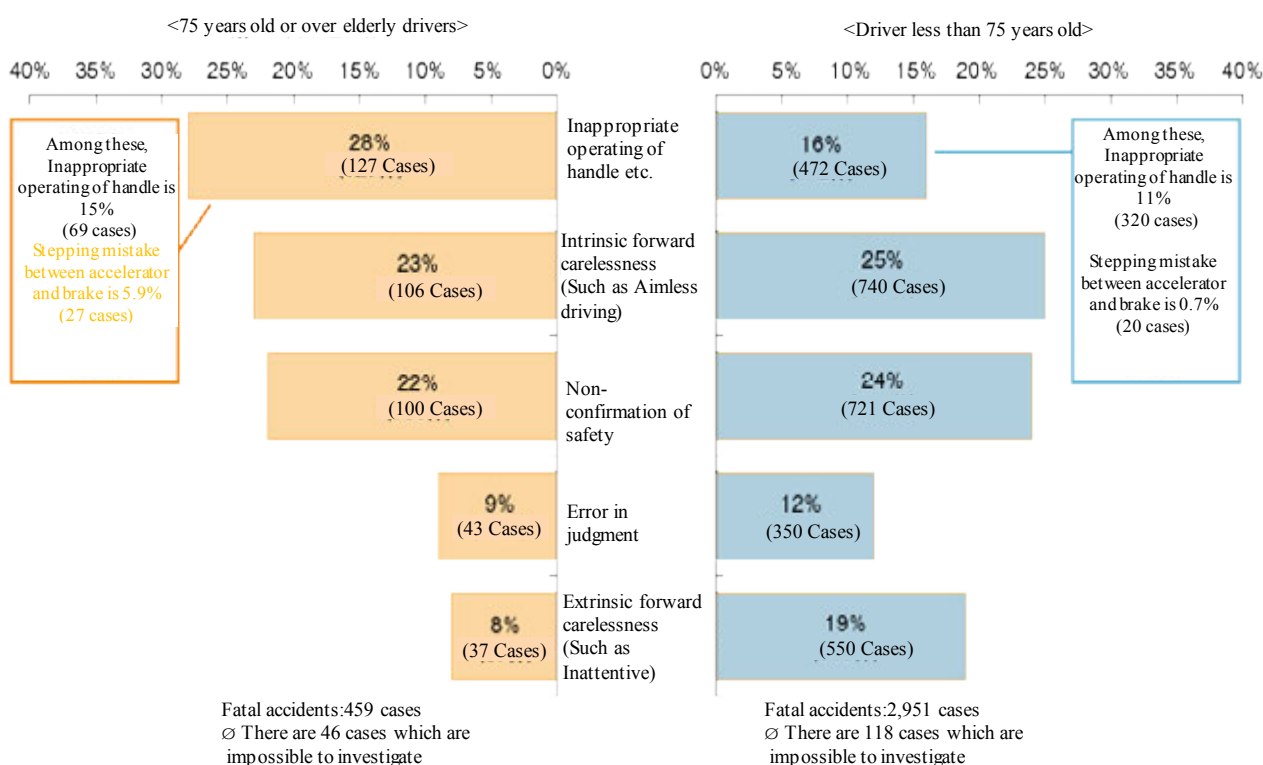 <75 years old or over elderly drivers>
40% 35% 30% 25% 20% 15% 10% 5% 0%
Among these,
Inappropriate
operating of handle is
15%
(69 cases)
Stepping mistake
between accelerator
and brake is 5.9%
(27 cases)
28%
(127 Cases)
23%
(106 Cases)
22%
(100 Cases)
9%
(43 Cases)
8%
(37 Cases)
Inappropriate
operating of
handle etc.
Intrinsic forward
carelessness
(Such as Aimless
driving)
Non-
confirmation of
safety
Error in
judgment
Extrinsic forward
carelessness
(Such as
Inattentive)
<Driver less than 75 years old>
0% 5% 10% 15% 20% 25% 30% 35% 40%
16%
(472 Cases)
25%
(740 Cases)
24%
(721 Cases)
12%
(350 Cases)
19%
(550 Cases)
Among these,
Inappropriate
operating of handle is
11%
(320 cases)
Stepping mistake
between accelerator
and brake is 0.7%
(20 cases)
Fatal accidents:459 cases
∅ There are 46 cases which are
impossible to investigate
Fatal accidents:2,951 cases
∅ There are 118 cases which are
impossible to investigate